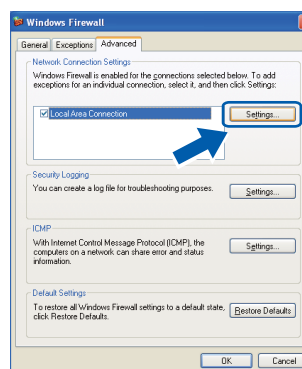 Windows Firewall
General Exceptions Advanced
Network Connection Settings
Windows Firewall is enabled for the connections selected below. To add
exceptions for an individual connection, select it, and then click Settings:
Local Area Connection
Settings...
Security Logging
You can create a log file for troubleshooting purposes.
Settings...
ICMP
With Internet Control Message Protocol (ICMP), the
computers on a network can share error and status
information.
Settings...
Default Settings
To restore all Windows Firewall settings to a default state,
click Restore Defaults.
Restore Defaults
OK Cancel